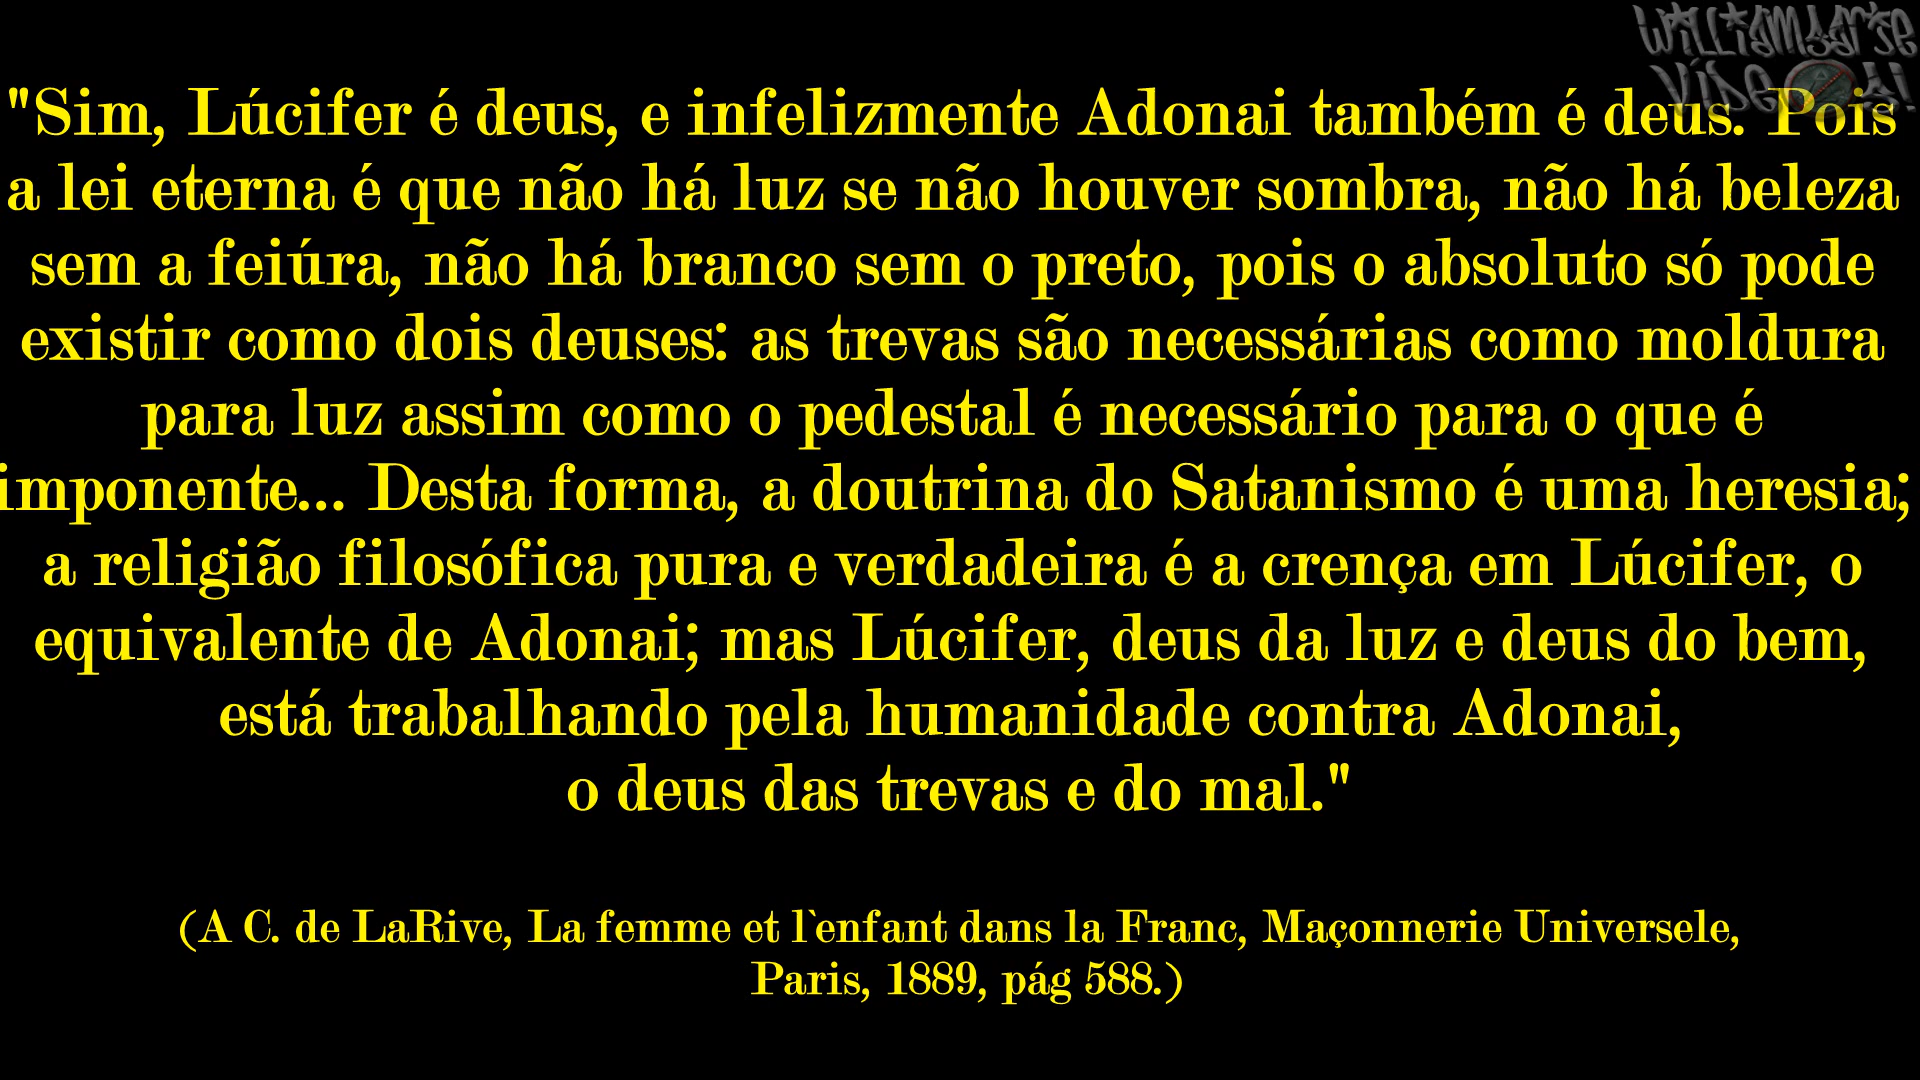 WILLIAMGARSE
VÍDEOS!
"Sim, Lúcifer é deus, e infelizmente Adonai também é deus. Pois
a lei eterna é que não há luz se não houver sombra, não há beleza
sem a feiúra, não há branco sem o preto, pois o absoluto só pode
existir como dois deuses: as trevas são necessárias como moldura
para luz assim como o pedestal é necessário para o que é
imponente... Desta forma, a doutrina do Satanismo é uma heresia;
a religião filosófica pura e verdadeira é a crença em Lúcifer, o
equivalente de Adonai; mas Lúcifer, deus da luz e deus do bem,
está trabalhando pela humanidade contra Adonai,
o deus das trevas e do mal."
(A C. de LaRive, La femme et l`enfant dans la Franc, Maçonnerie Universele,
Paris, 1889, pág 588.)